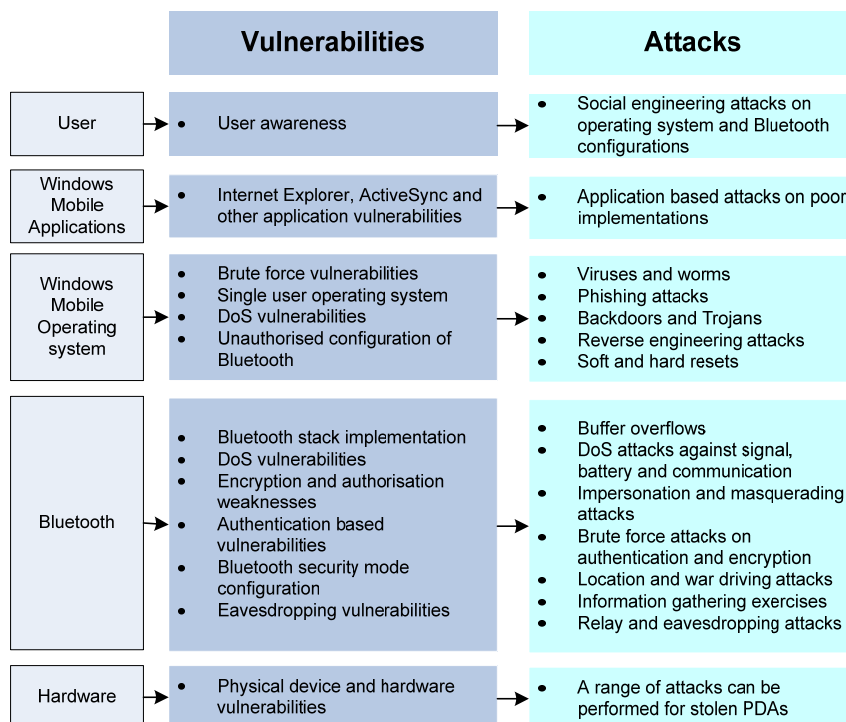 Vulnerabilities
Attacks
User
• User awareness
• Social engineering attacks on
operating system and Bluetooth
configurations
Windows
Mobile
Applications
• Internet Explorer, ActiveSync and
other application vulnerabilities
• Application based attacks on poor
implementations
Windows
Mobile
Operating
system
• Brute force vulnerabilities
• Single user operating system
• DoS vulnerabilities
• Unauthorised configuration of
Bluetooth
• Viruses and worms
• Phishing attacks
• Backdoors and Trojans
• Reverse engineering attacks
• Soft and hard resets
Bluetooth
• Bluetooth stack implementation
• DoS vulnerabilities
• Encryption and authorisation
weaknesses
• Authentication based
vulnerabilities
• Bluetooth security mode
configuration
• Eavesdropping vulnerabilities
• Buffer overflows
• DoS attacks against signal,
battery and communication
• Impersonation and masquerading
attacks
• Brute force attacks on
authentication and encryption
• Location and war driving attacks
• Information gathering exercises
• Relay and eavesdropping attacks
Hardware
• Physical device and hardware
vulnerabilities
• A range of attacks can be
performed for stolen PDAs